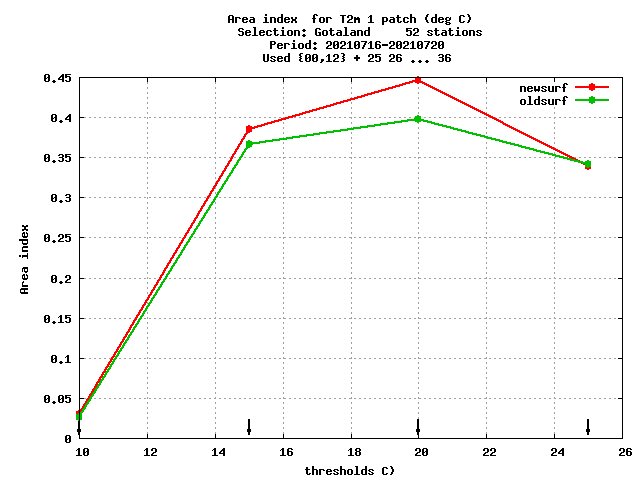 Area index  for T2m 1 patch (deg C)
Selection: Gotaland     52 stations
Period: 20210716-20210720
Used {00,12} + 25 26 ... 36
newsurf
oldsurf
0.45
0.4
0.35
0.3
0.25
0.2
0.15
0.1
0.05
0
Area index
10 12 14 16 18 20 22 24 26
thresholds C)